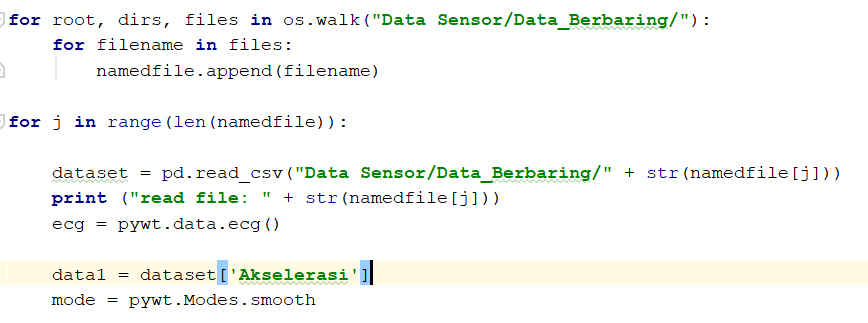 for root, dirs, files in os.walk("Data Sensor/Data_Berbaring/"):
    for filename in files:
        namedfile.append(filename)
for j in range(len(namedfile)):
    dataset = pd.read_csv("Data Sensor/Data_Berbaring/" + str(namedfile[j]))
    print ("read file: " + str(namedfile[j]))
    ecg = pywt.data.ecg()
    data1 = dataset['Akselerasi']
    mode = pywt.Modes.smooth